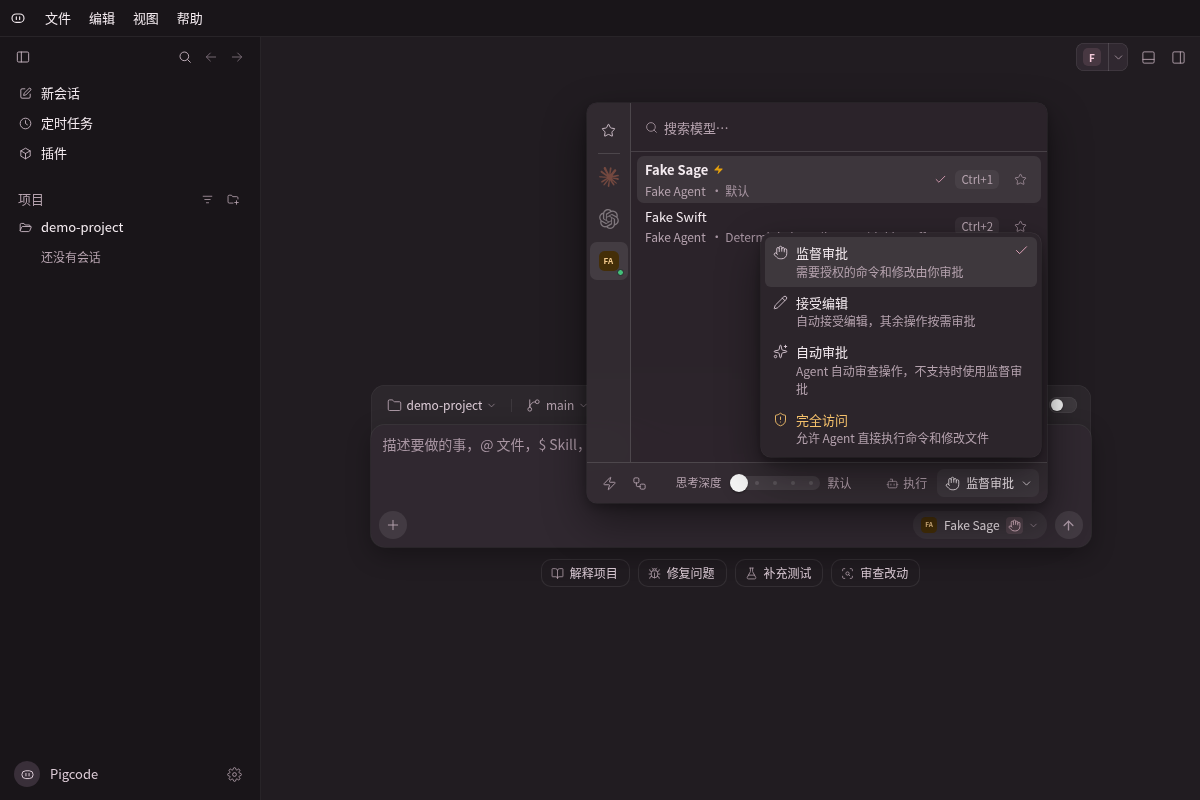 文件 编辑 视图 帮助
新会话
定时任务
插件
项目
demo-project
还没有会话
Pigcode
F
搜索模型…
Fake Sage
Fake Agent · 默认
Ctrl+1
Fake Swift
Fake Agent ·
Ctrl+2
FA
监督审批
需要授权的命令和修改由你审批
接受编辑
自动接受编辑，其余操作按需审批
自动审批
Agent 自动审查操作，不支持时使用监督审
批
完全访问
允许 Agent 直接执行命令和修改文件
demo-project
main
描述要做的事，@ 文件，$ Skill，
思考深度 默认 执行 监督审批
FA Fake Sage
解释项目 修复问题 补充测试 审查改动